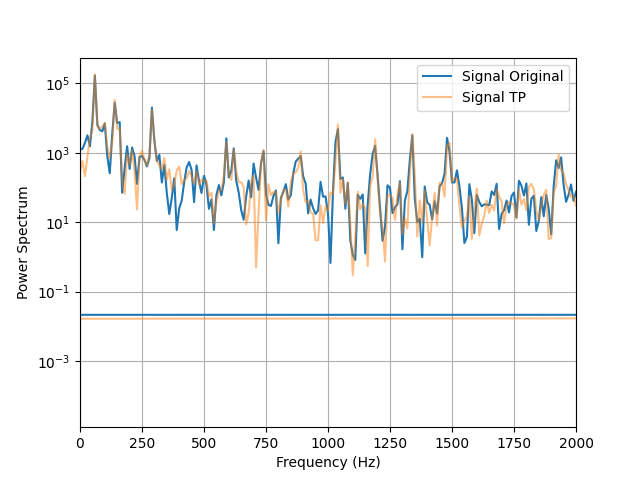 Signal Original
Signal TP
Power Spectrum
10^5
10^3
10^1
10^-1
10^-3
0 250 500 750 1000 1250 1500 1750 2000
Frequency (Hz)